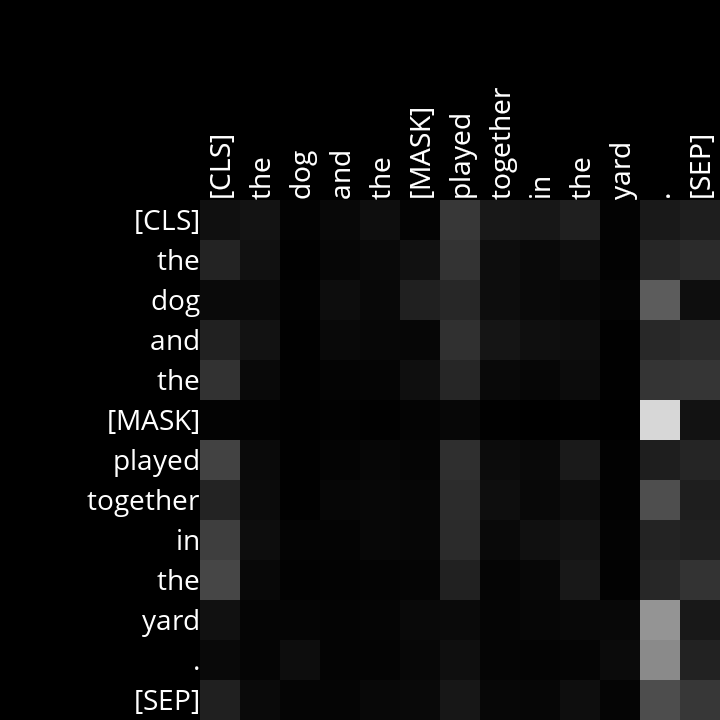 [CLS] the dog and the [MASK] played together in the yard . [SEP]
[CLS]
the
dog
and
the
[MASK]
played
together
in
the
yard
.
[SEP]